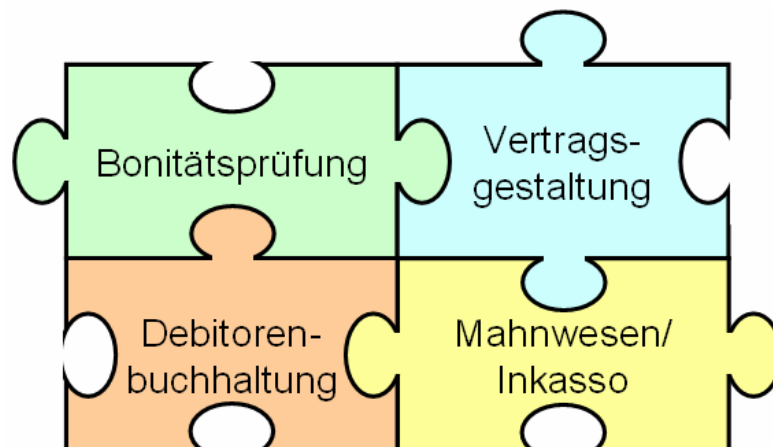 Bonitätsprüfung
Vertrags-
gestaltung
Debitoren-
buchhaltung
Mahnwesen/
Inkasso